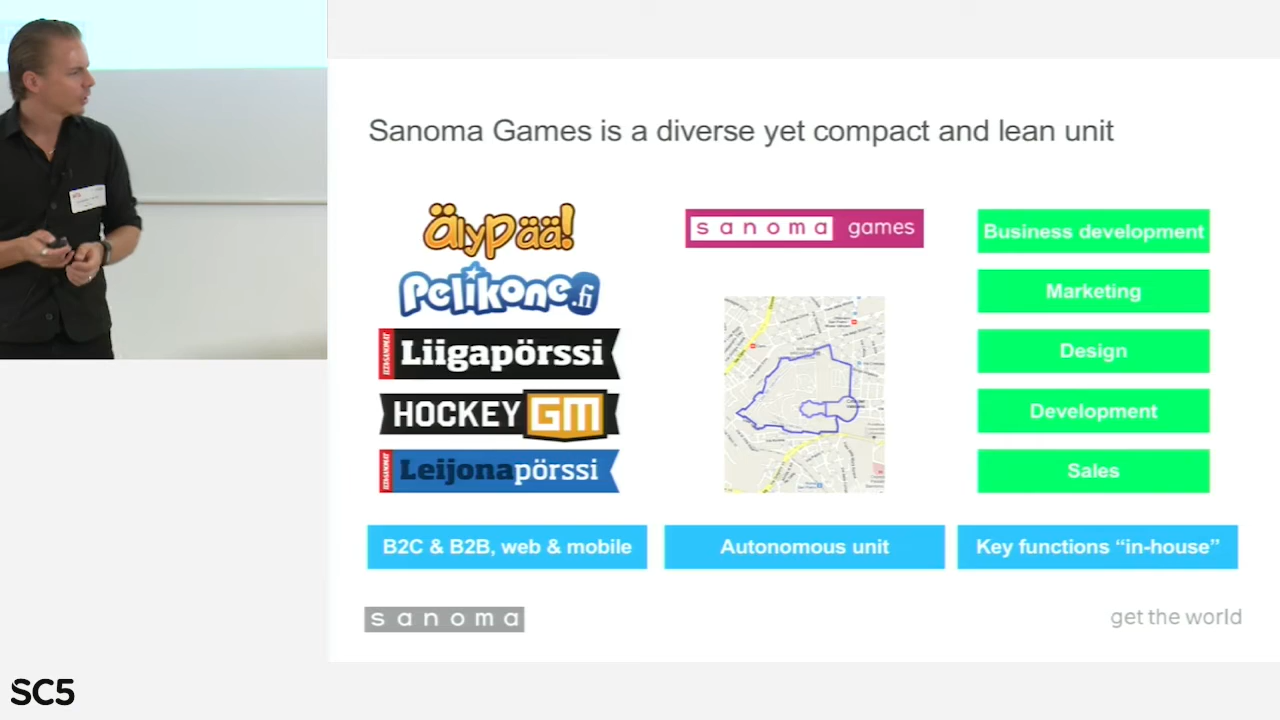 Sanoma Games is a diverse yet compact and lean unit
älypää!
Pelikone.fi
Liigapörssi
HOCKEY GM
Leijonapörssi
B2C & B2B, web & mobile
sanoma games
Autonomous unit
Business development
Marketing
Design
Development
Sales
Key functions “in-house”
sanoma
get the world
SC5